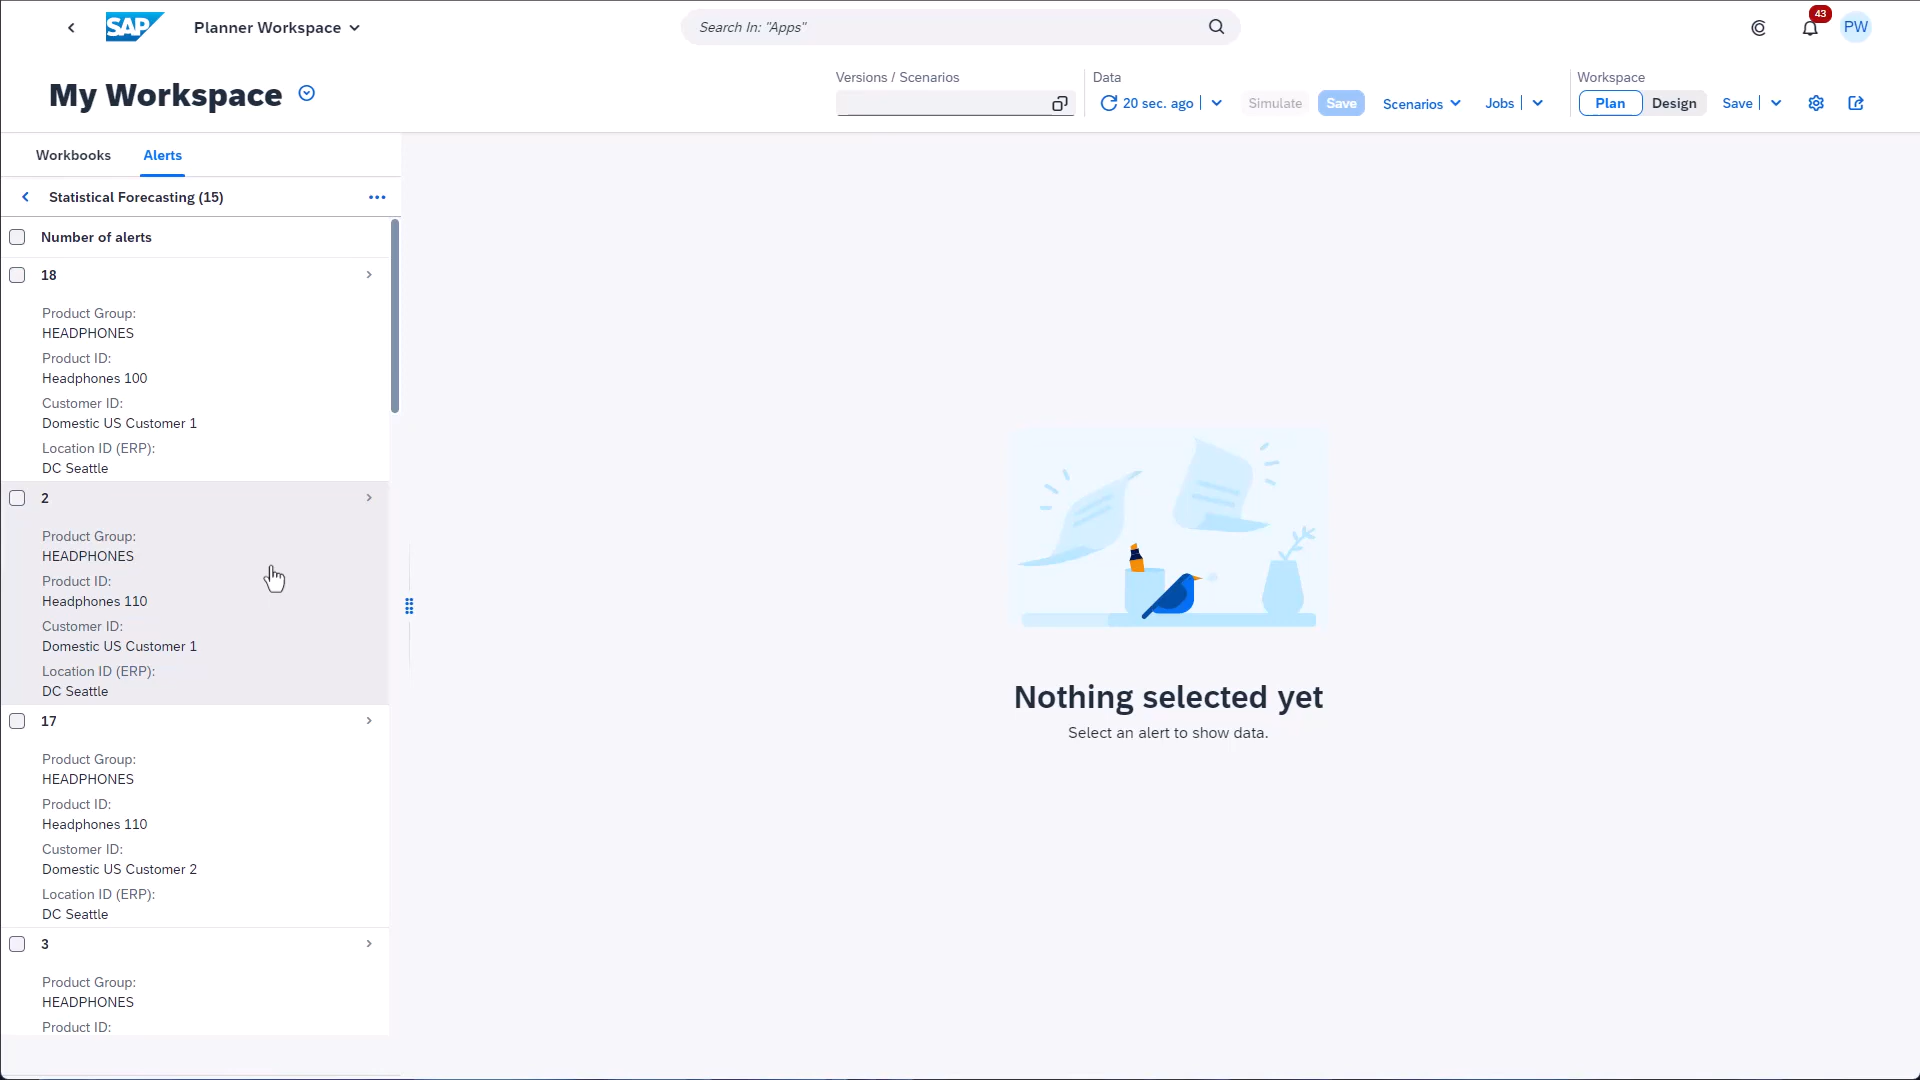 SAP
Planner Workspace
Search In: "Apps"
43
PW
My Workspace
Versions / Scenarios
Data
20 sec. ago
Simulate
Save
Scenarios
Jobs
Workspace
Plan
Design
Save
Workbooks
Alerts
Statistical Forecasting (15)
Number of alerts
18
Product Group:
HEADPHONES
Product ID:
Headphones 100
Customer ID:
Domestic US Customer 1
Location ID (ERP):
DC Seattle
2
Product Group:
HEADPHONES
Product ID:
Headphones 110
Customer ID:
Domestic US Customer 1
Location ID (ERP):
DC Seattle
17
Product Group:
HEADPHONES
Product ID:
Headphones 110
Customer ID:
Domestic US Customer 2
Location ID (ERP):
DC Seattle
3
Product Group:
HEADPHONES
Product ID:
Nothing selected yet
Select an alert to show data.